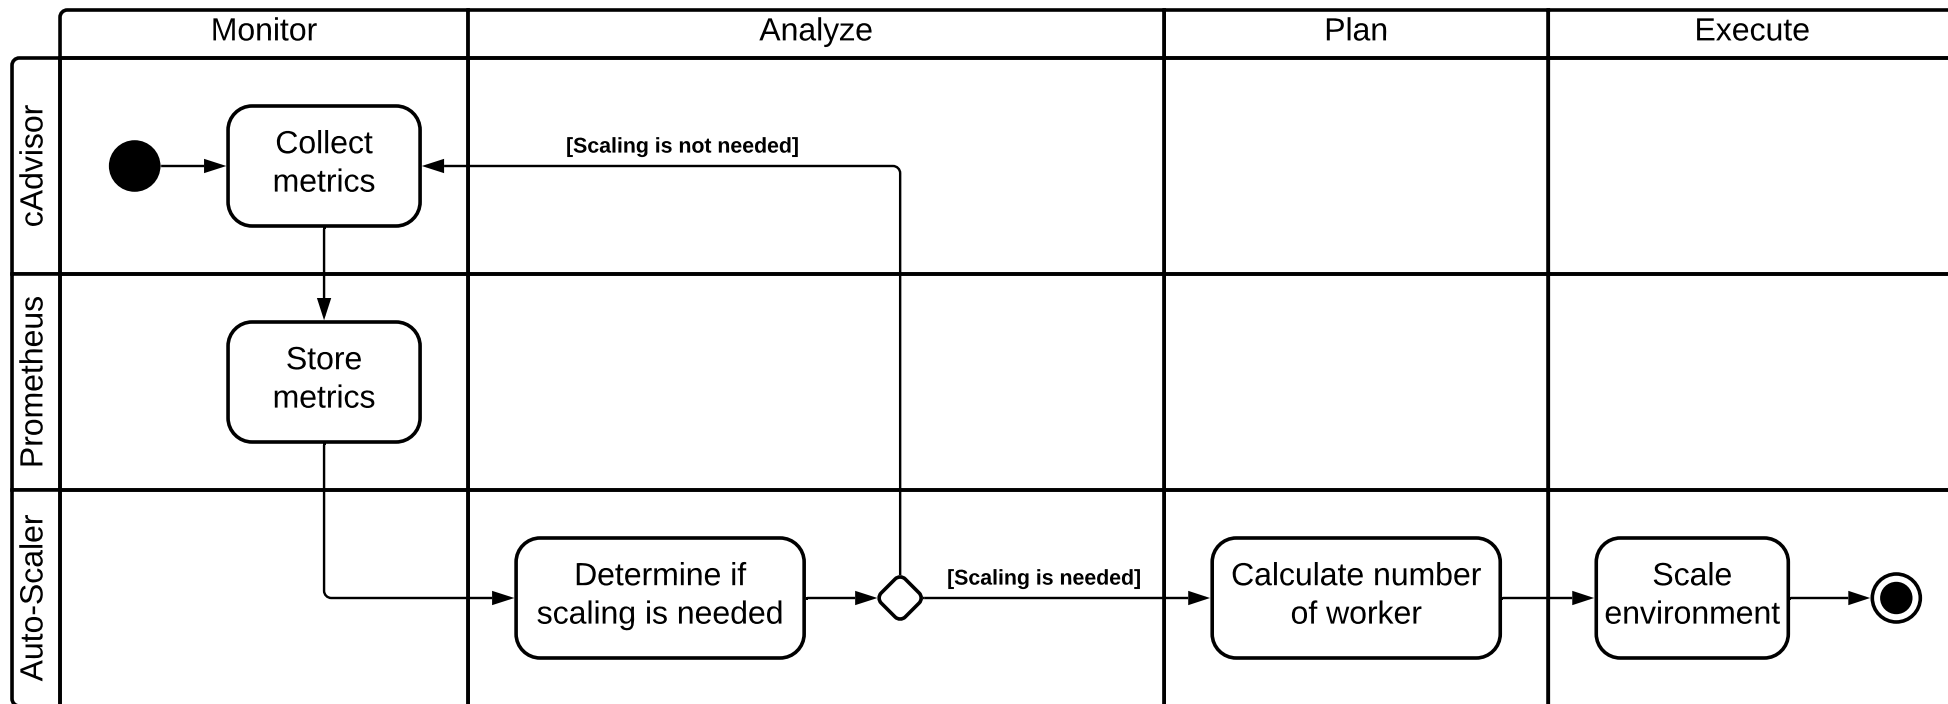 Monitor
Analyze
Plan
Execute
cAdvisor
Collect
metrics
[Scaling is not needed]
Prometheus
Store
metrics
Auto-Scaler
Determine if
scaling is needed
[Scaling is needed]
Calculate number
of worker
Scale
environment